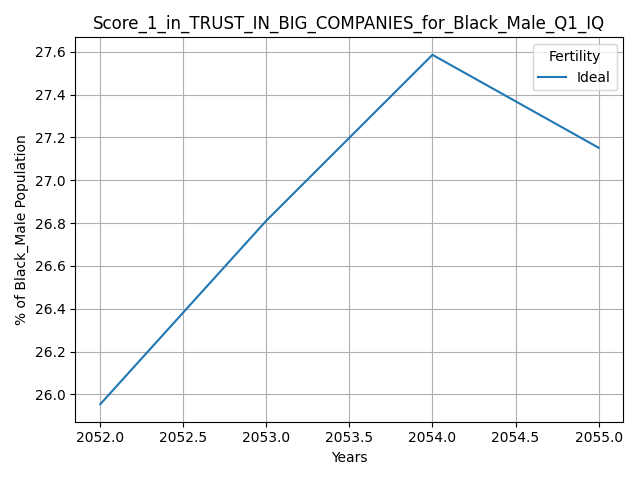 Score_1_in_TRUST_IN_BIG_COMPANIES_for_Black_Male_Q1_IQ
27.6
27.4
27.2
27.0
26.8
26.6
26.4
26.2
26.0
% of Black_Male Population
Fertility
Ideal
2052.0 2052.5 2053.0 2053.5 2054.0 2054.5 2055.0
Years